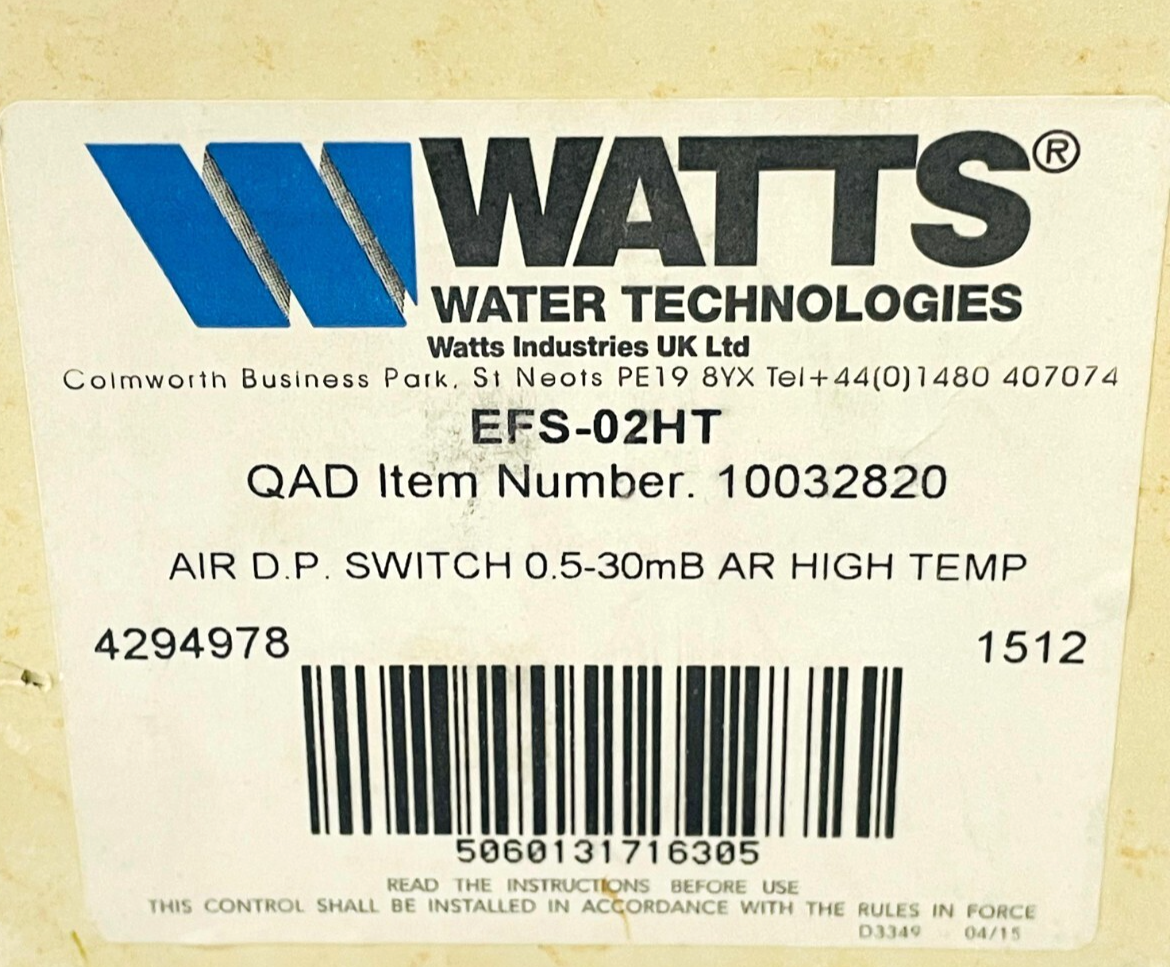 WATTS®
WATER TECHNOLOGIES
Watts Industries UK Ltd
Colmworth Business Park, St Neots PE19 8YX Tel+44(0)1480 407074
EFS-02HT
QAD Item Number. 10032820
AIR D.P. SWITCH 0.5-30mB AR HIGH TEMP
4294978 1512
5060131716305
READ THE INSTRUCTIONS BEFORE USE
THIS CONTROL SHALL BE INSTALLED IN ACCORDANCE WITH THE RULES IN FORCE
D3349 04/15